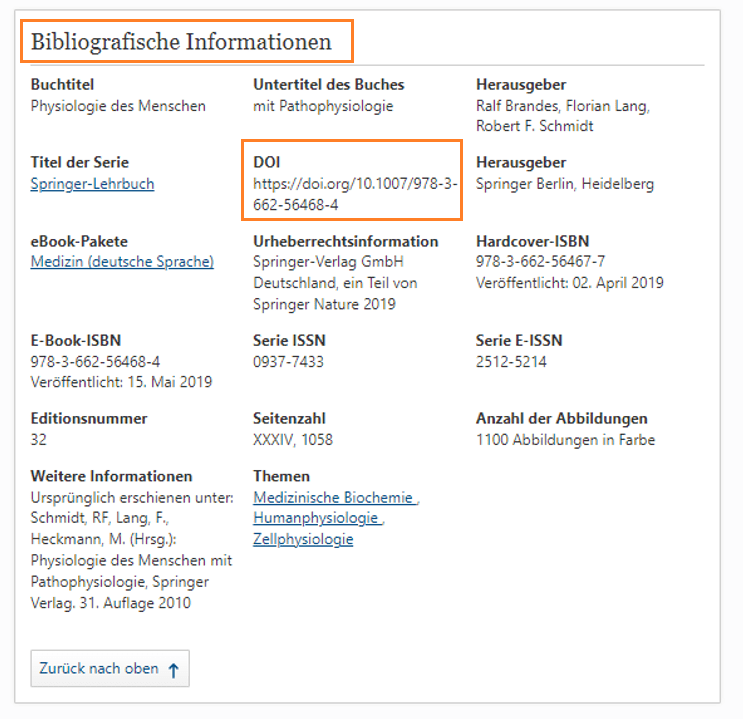 Bibliografische Informationen
Buchtitel
Physiologie des Menschen
Untertitel des Buches
mit Pathophysiologie
Herausgeber
Ralf Brandes, Florian Lang,
Robert F. Schmidt
Titel der Serie
Springer-Lehrbuch
DOI
https://doi.org/10.1007/978-3-
662-56468-4
Herausgeber
Springer Berlin, Heidelberg
eBook-Pakete
Medizin (deutsche Sprache)
Urheberrechtsinformation
Springer-Verlag GmbH
Deutschland, ein Teil von
Springer Nature 2019
Hardcover-ISBN
978-3-662-56467-7
Veröffentlicht: 02. April 2019
E-Book-ISBN
978-3-662-56468-4
Veröffentlicht: 15. Mai 2019
Serie ISSN
0937-7433
Serie E-ISSN
2512-5214
Editionsnummer
32
Seitenzahl
XXXIV, 1058
Anzahl der Abbildungen
1100 Abbildungen in Farbe
Weitere Informationen
Ursprünglich erschienen unter:
Schmidt, RF, Lang, F.,
Heckmann, M. (Hrsg.):
Physiologie des Menschen mit
Pathophysiologie, Springer
Verlag. 31. Auflage 2010
Themen
Medizinische Biochemie ,
Humanphysiologie ,
Zellphysiologie
Zurück nach oben ↑